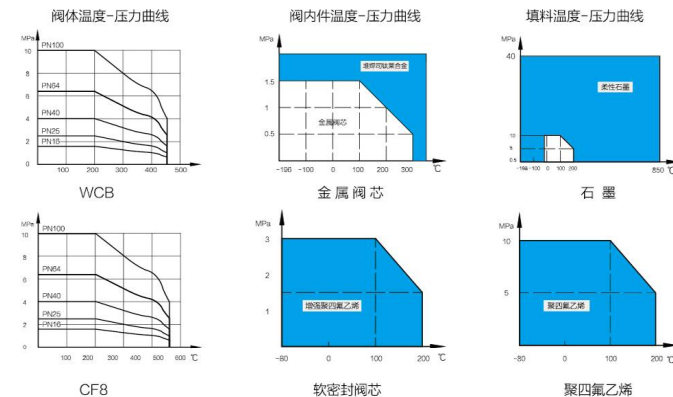 阀体温度-压力曲线
阀内件温度-压力曲线
填料温度-压力曲线
MPa
10
8
6
4
2
0
PN100
PN64
PN40
PN25
PN16
100 200 300 400 500 ℃
WCB
MPa
1.5
1
0.5
堆焊司钛莱合金
金属阀芯
-196 -100 0 100 200 300 ℃
金属阀芯
MPa
40
10
5
0.5
柔性石墨
-196 -100 0 100 200 850 ℃
石墨
MPa
10
8
6
4
2
0
PN100
PN64
PN40
PN25
PN16
100 200 300 400 500 600 ℃
CF8
MPa
3
2
1
增强聚四氟乙烯
-80 0 100 200 ℃
软密封阀芯
MPa
10
5
聚四氟乙烯
-80 0 100 200 ℃
聚四氟乙烯